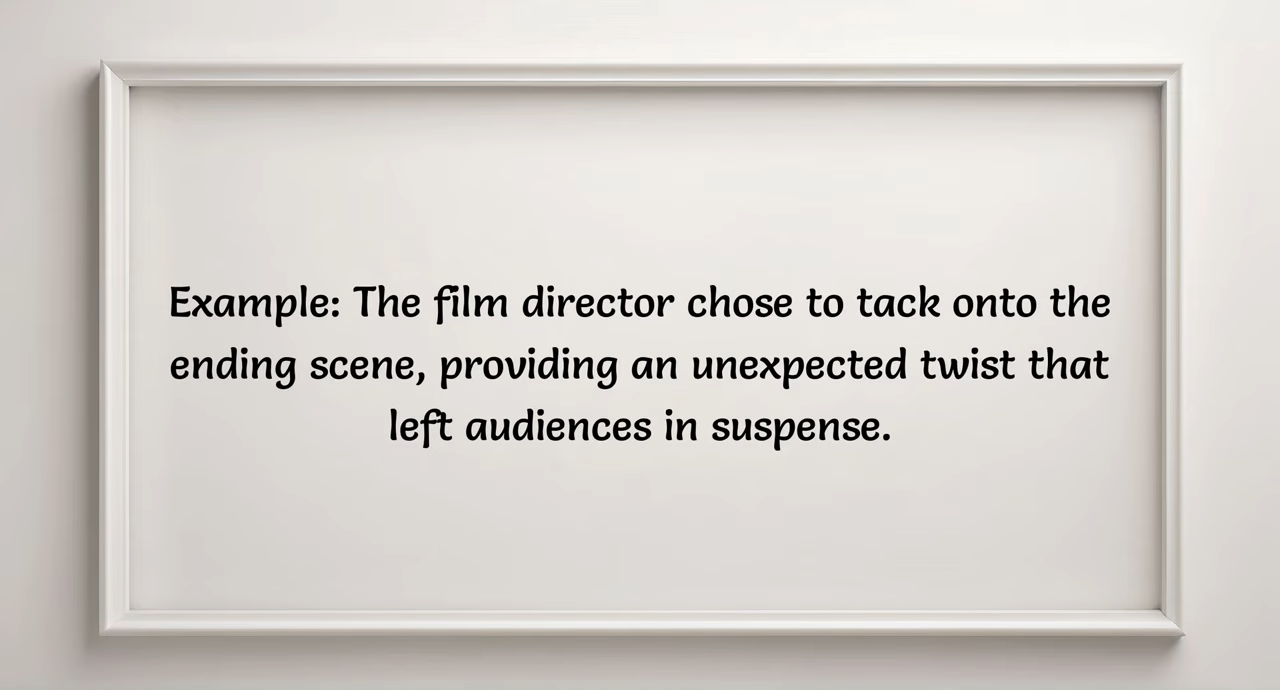 Example: The film director chose to tack onto the
ending scene, providing an unexpected twist that
left audiences in suspense.